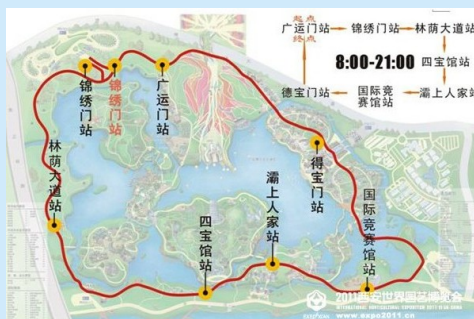 起点
广运门站
终点
锦绣门站
林荫大道站
8:00-21:00
四宝馆站
德宝门站
国际竞赛馆站
灞上人家站
锦绣门站
锦绣门站
广运门站
林荫大道站
得宝门站
灞上人家站
四宝馆站
国际竞赛馆站
2011西安世界园艺博览会
www.expo2011.cn